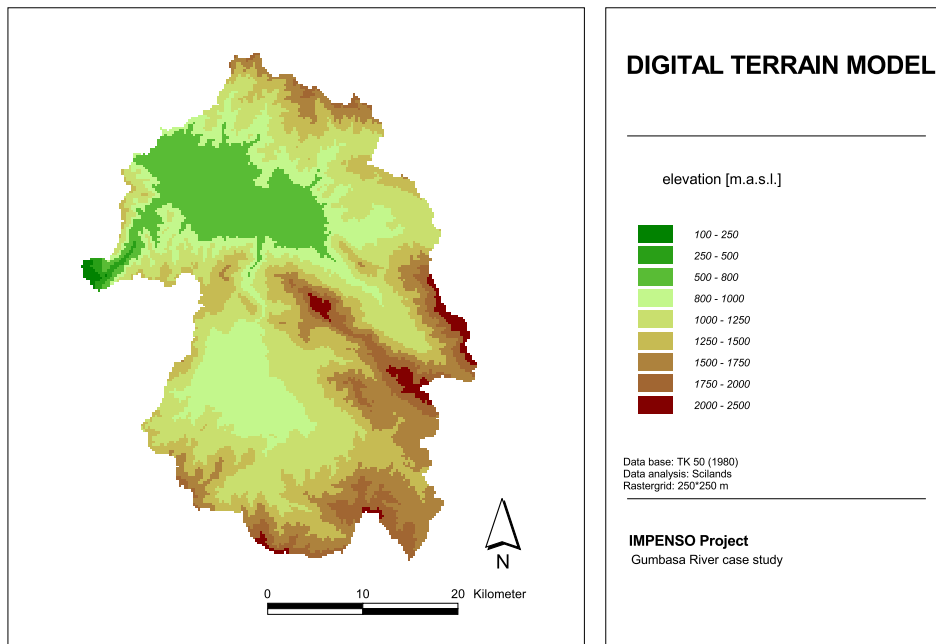 DIGITAL TERRAIN MODEL
elevation [m.a.s.l.]
100 - 250
250 - 500
500 - 800
800 - 1000
1000 - 1250
1250 - 1500
1500 - 1750
1750 - 2000
2000 - 2500
Data base: TK 50 (1980)
Data analysis: Scilands
Rastergrid: 250*250 m
IMPENSO Project
Gumbasa River case study
N
0 10 20 Kilometer